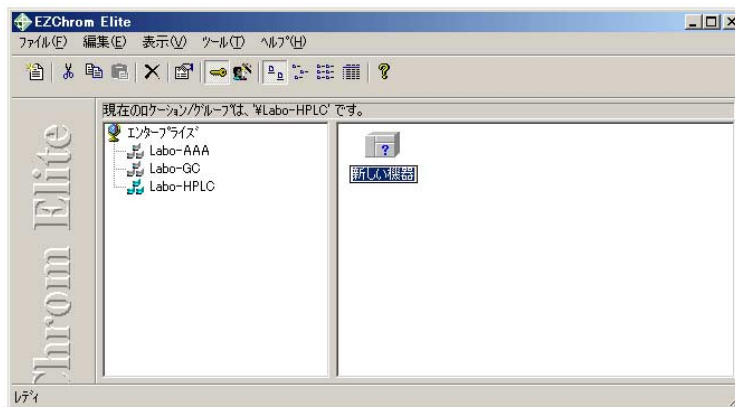 EZChrom Elite
ファイル(F) 編集(E) 表示(V) ツール(T) ヘルプ(H)
現在のロケーション/グループは、'¥Labo-HPLC' です。
エンタープライズ
Labo-AAA
Labo-GC
Labo-HPLC
新しい機器
Chrom Elite
レディ